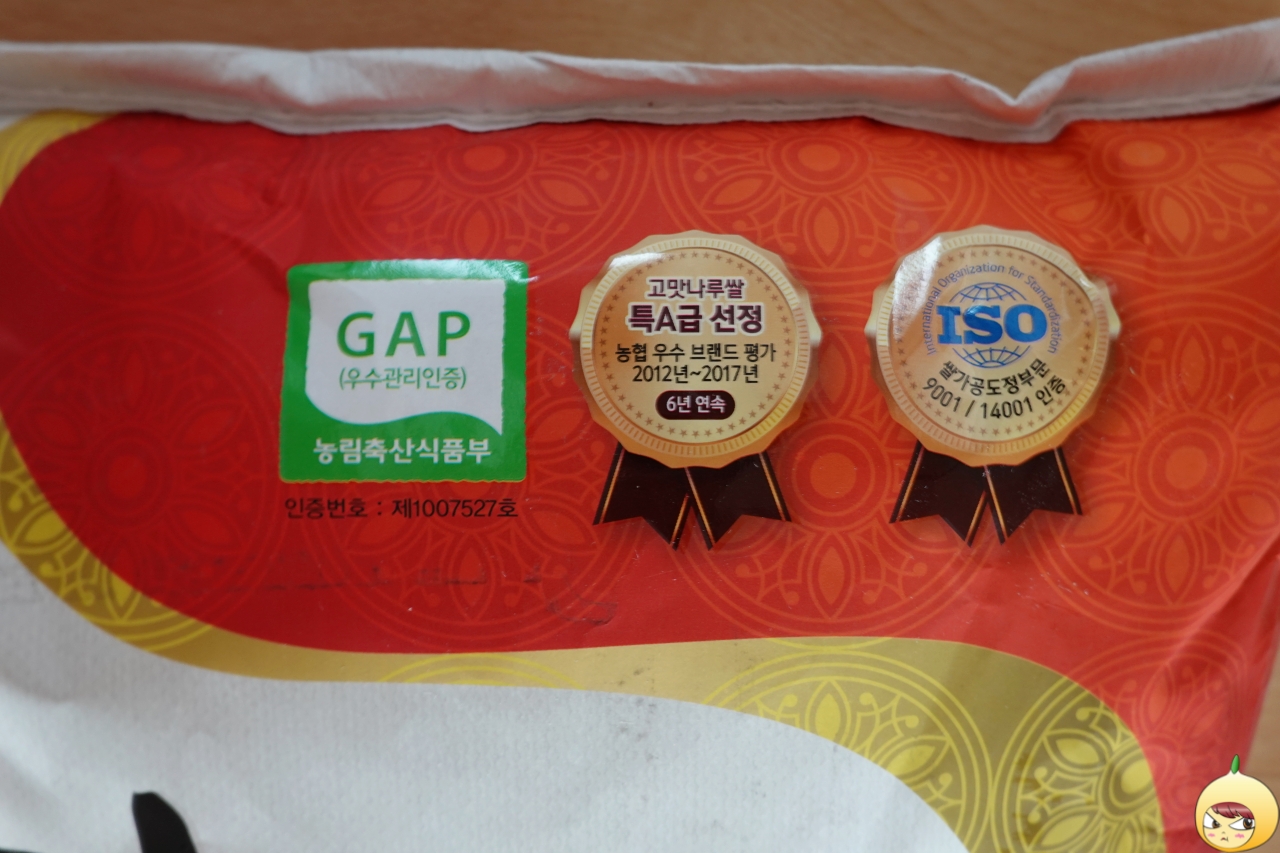 GAP
(우수관리인증)
농림축산식품부
인증번호 : 제1007527호
고맛나루쌀
특A급 선정
농협 우수 브랜드 평가
2012년~2017년
6년 연속
International Organization for Standardization
ISO
쌀가공도정부문
9001 / 14001 인증